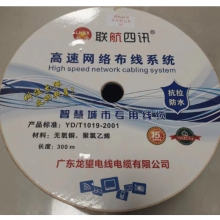 联航四讯
高速网络布线系统
High speed network cabling system
抗拉
防水
智慧城市专用线缆
产品标准：YD/T1019-2001
材料：无氧铜、聚氯乙烯
长度：300 m
15
广东龙望电线电缆有限公司